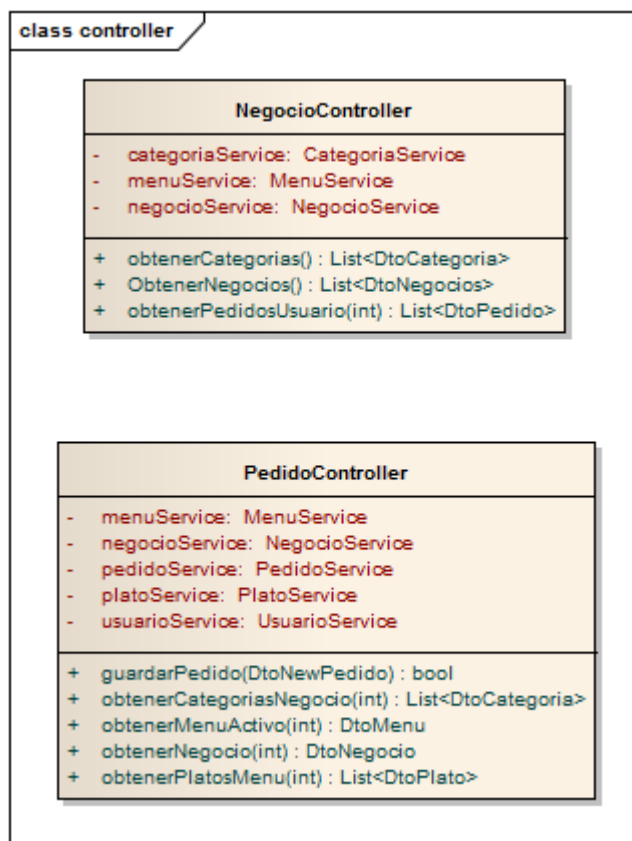 class controller
NegocioController
- categoriaService: CategoriaService
- menuService: MenuService
- negocioService: NegocioService
+ obtenerCategorias() : List<DtoCategoria>
+ ObtenerNegocios() : List<DtoNegocios>
+ obtenerPedidosUsuario(int) : List<DtoPedido>
PedidoController
- menuService: MenuService
- negocioService: NegocioService
- pedidoService: PedidoService
- platoService: PlatoService
- usuarioService: UsuarioService
+ guardarPedido(DtoNewPedido) : bool
+ obtenerCategoriasNegocio(int) : List<DtoCategoria>
+ obtenerMenuActivo(int) : DtoMenu
+ obtenerNegocio(int) : DtoNegocio
+ obtenerPlatosMenu(int) : List<DtoPlato>